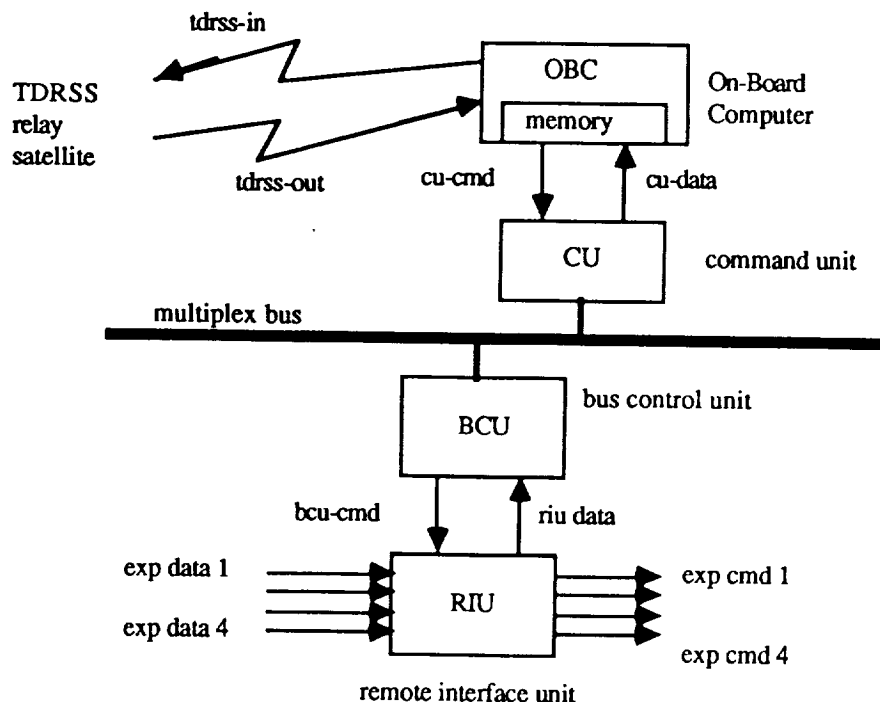 tdrss-in
TDRSS
relay
satellite
tdrss-out
OBC
memory
On-Board
Computer
cu-cmd
cu-data
CU
command unit
multiplex bus
bus control unit
BCU
bcu-cmd
riu data
exp data 1
exp data 4
RIU
exp cmd 1
exp cmd 4
remote interface unit